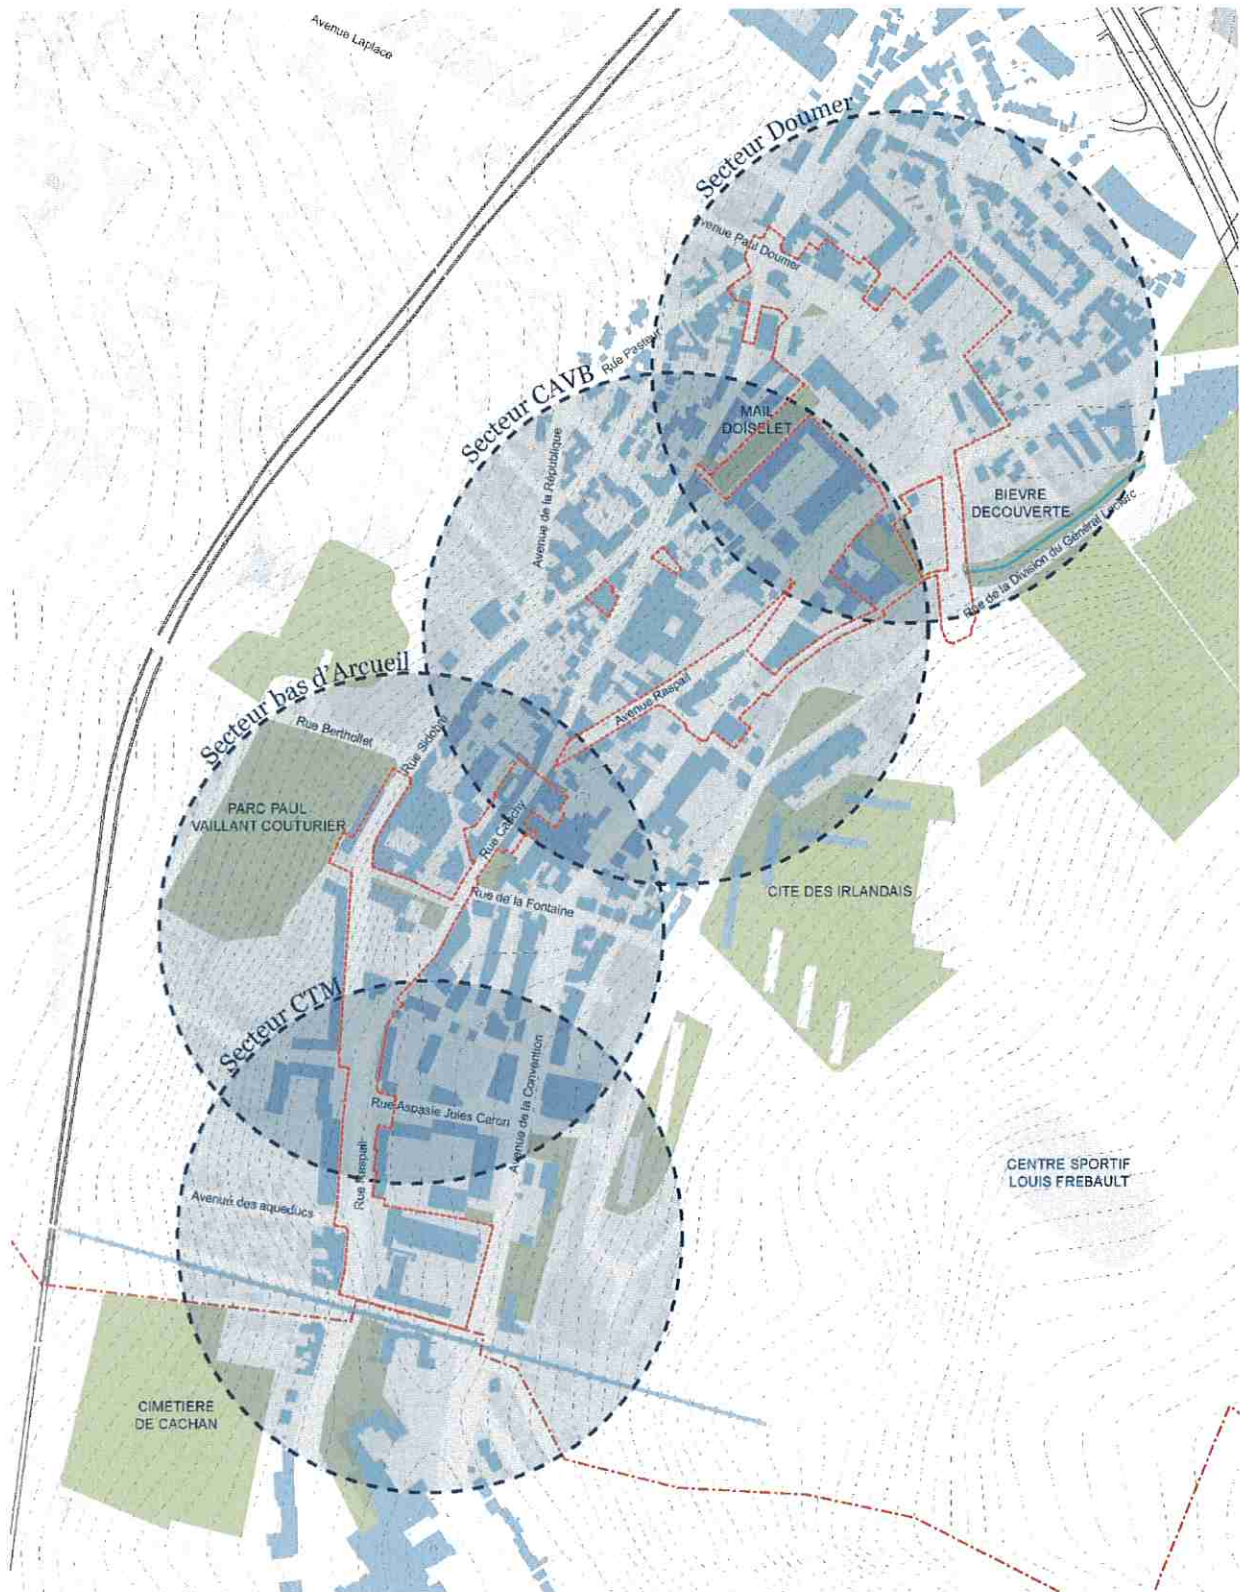 Avenue Laplace
Secteur Doumer
Avenue Paul Doumer
Rue Pasteur
Secteur CAVB
MAIL
DOISELET
Avenue de la République
BIEVRE
DECOUVERTE
Rue de la Division du Général Leclerc
Secteur bas d'Arcueil
Avenue Raspail
Rue Berthollet
Rue Sidobre
PARC PAUL
VAILLANT COUTURIER
Rue Cauchy
Rue de la Fontaine
CITE DES IRLANDAIS
Secteur CTM
Rue Aspasie Jules Caron
Avenue de la Convention
Rue Raspail
CENTRE SPORTIF
LOUIS FREBAULT
Avenue des aqueducs
CIMETIERE
DE CACHAN